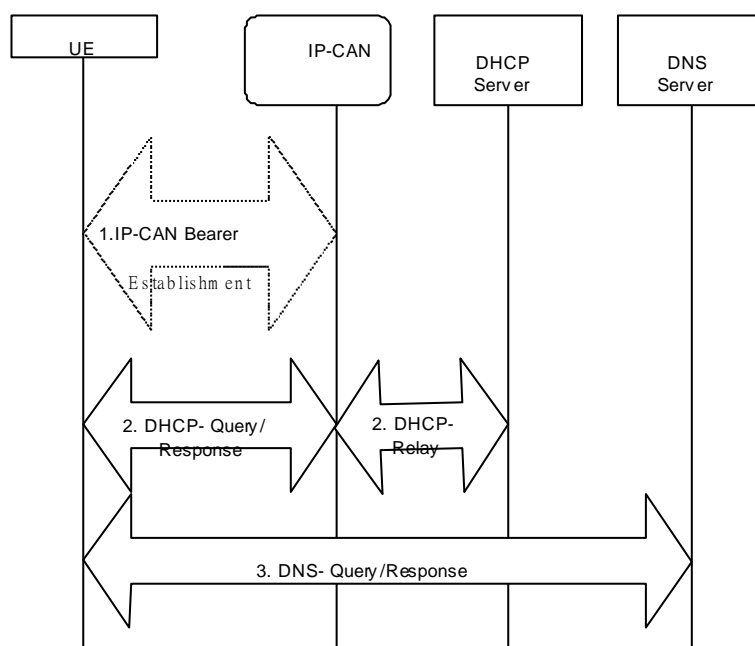 UE
IP-CAN
DHCP
Server
DNS
Server
1.IP-CAN Bearer
Establishment
2. DHCP- Query/
Response
2. DHCP-
Relay
3. DNS- Query/Response